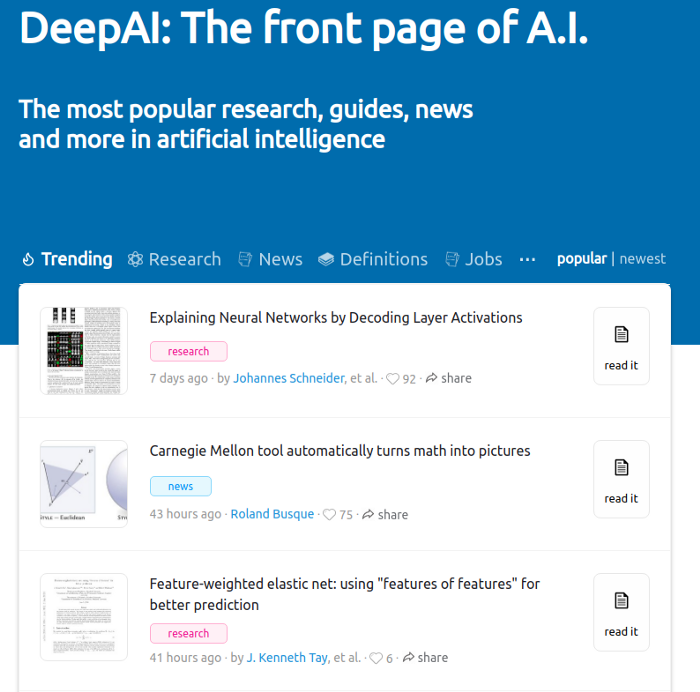 DeepAI: The front page of A.I.
The most popular research, guides, news
and more in artificial intelligence
Trending Research News Definitions Jobs ... popular | newest
Explaining Neural Networks by Decoding Layer Activations
research
7 days ago · by Johannes Schneider, et al. · 92 · share
read it
Carnegie Mellon tool automatically turns math into pictures
news
43 hours ago · Roland Busque · 75 · share
read it
STYLE — Euclidean
Feature-weighted elastic net: using "features of features" for
better prediction
research
41 hours ago · by J. Kenneth Tay, et al. · 6 · share
read it